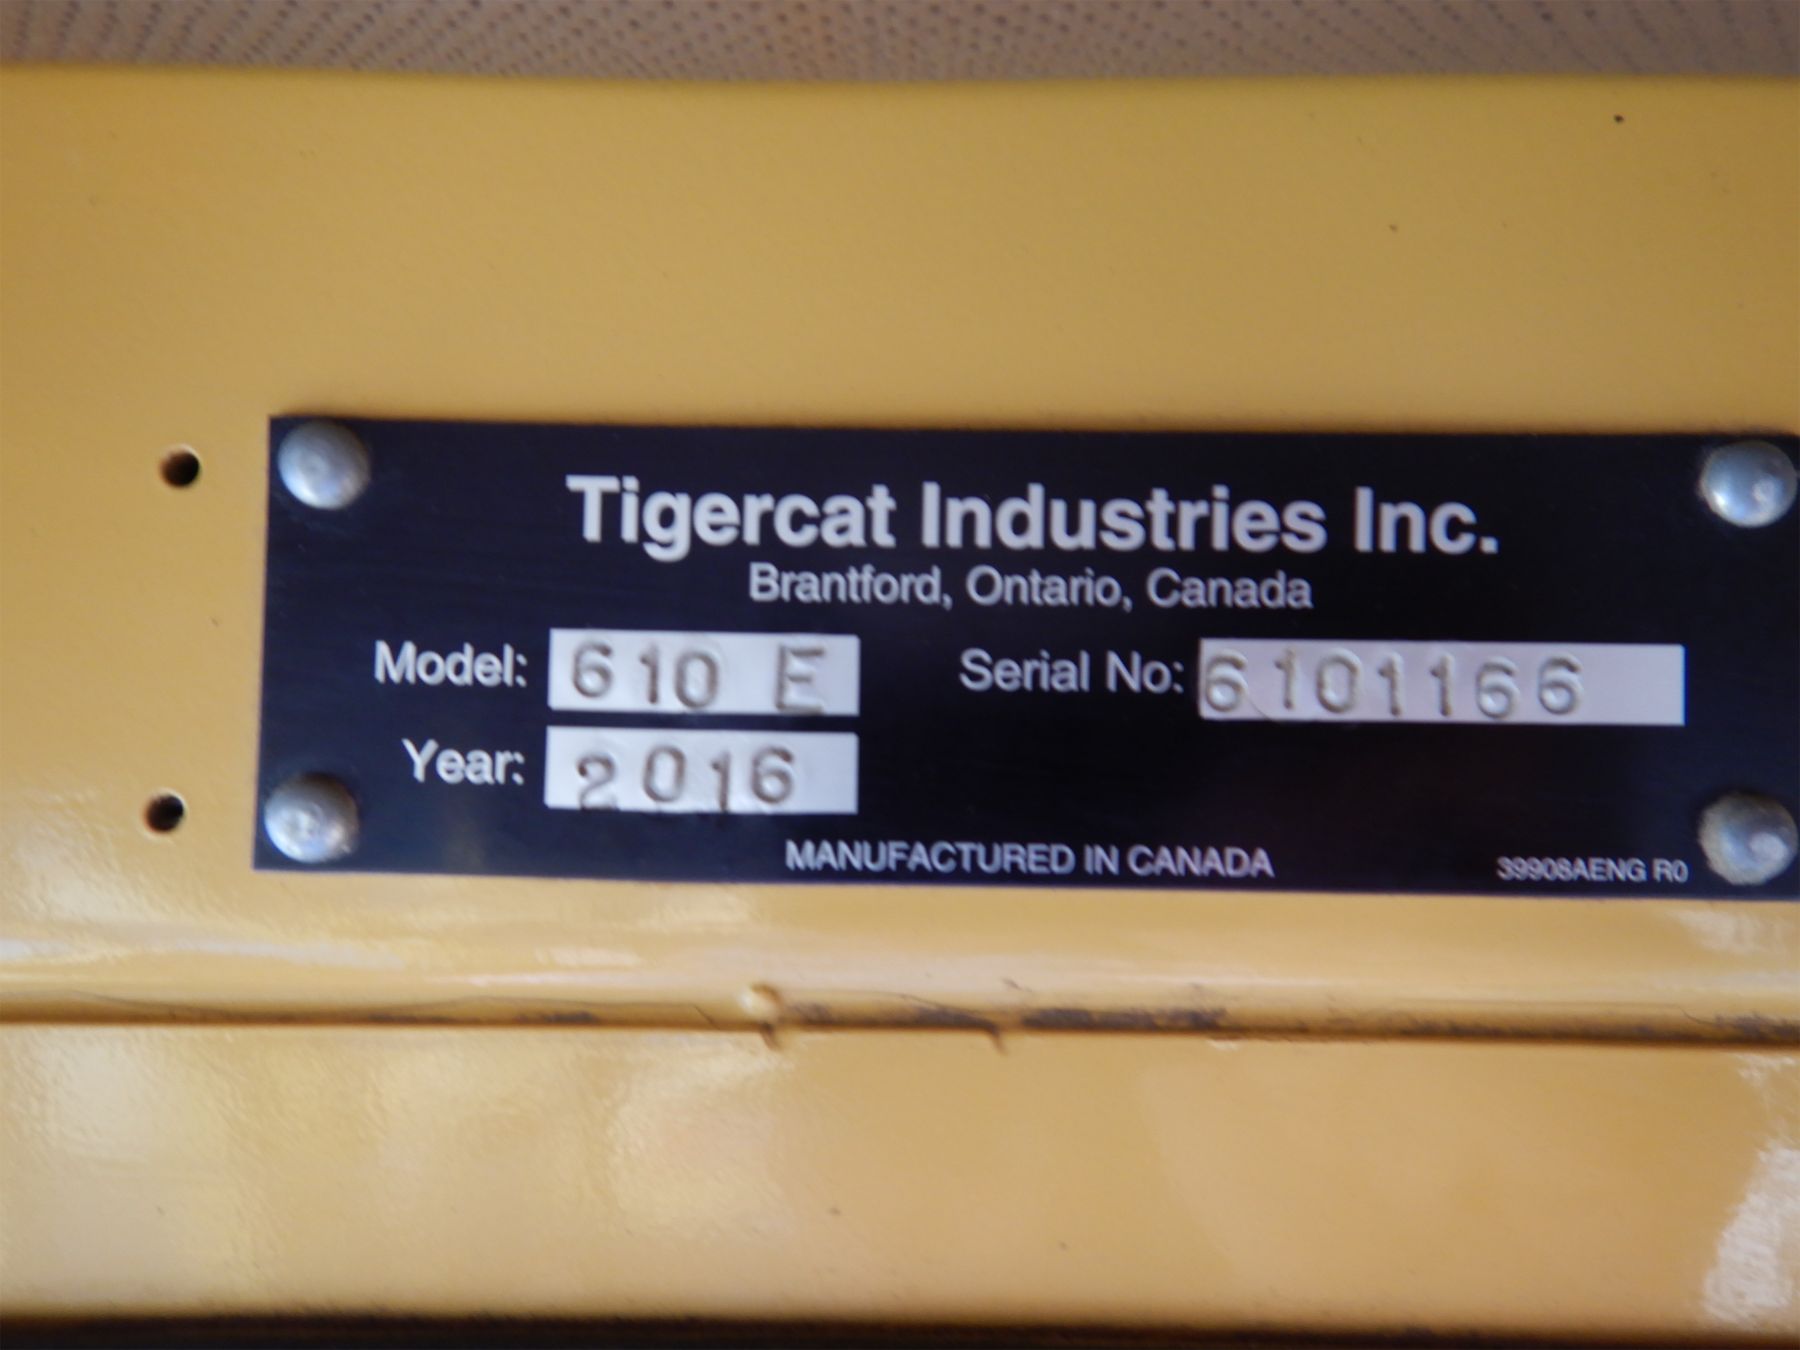 Tigercat Industries Inc.
Brantford, Ontario, Canada
Model: 610 E Serial No: 6101166
Year: 2016
MANUFACTURED IN CANADA 39908AENG R0